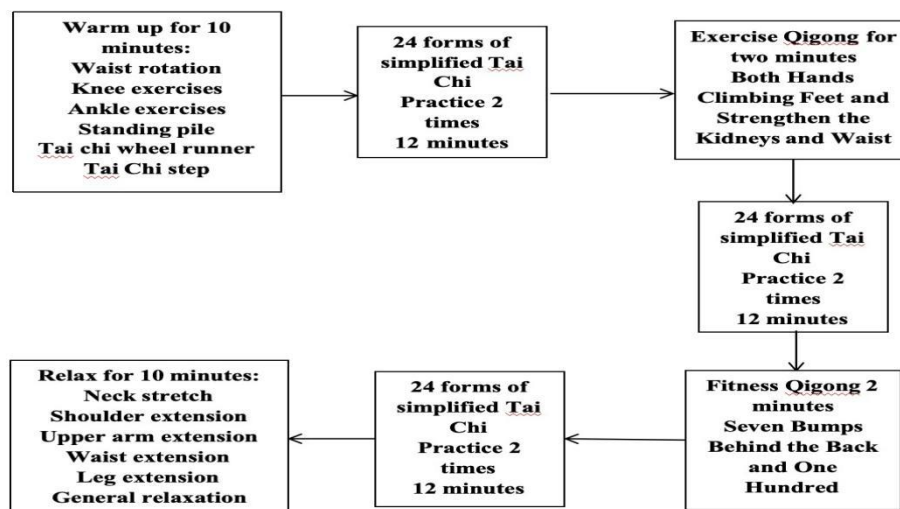 Warm up for 10
minutes:
Waist rotation
Knee exercises
Ankle exercises
Standing pile
Tai chi wheel runner
Tai Chi step
24 forms of
simplified Tai
Chi
Practice 2
times
12 minutes
Exercise Qigong for
two minutes
Both Hands
Climbing Feet and
Strengthen the
Kidneys and Waist
24 forms of
simplified Tai
Chi
Practice 2
times
12 minutes
Fitness Qigong 2
minutes
Seven Bumps
Behind the Back
and One
Hundred
24 forms of
simplified Tai
Chi
Practice 2
times
12 minutes
Relax for 10 minutes:
Neck stretch
Shoulder extension
Upper arm extension
Waist extension
Leg extension
General relaxation